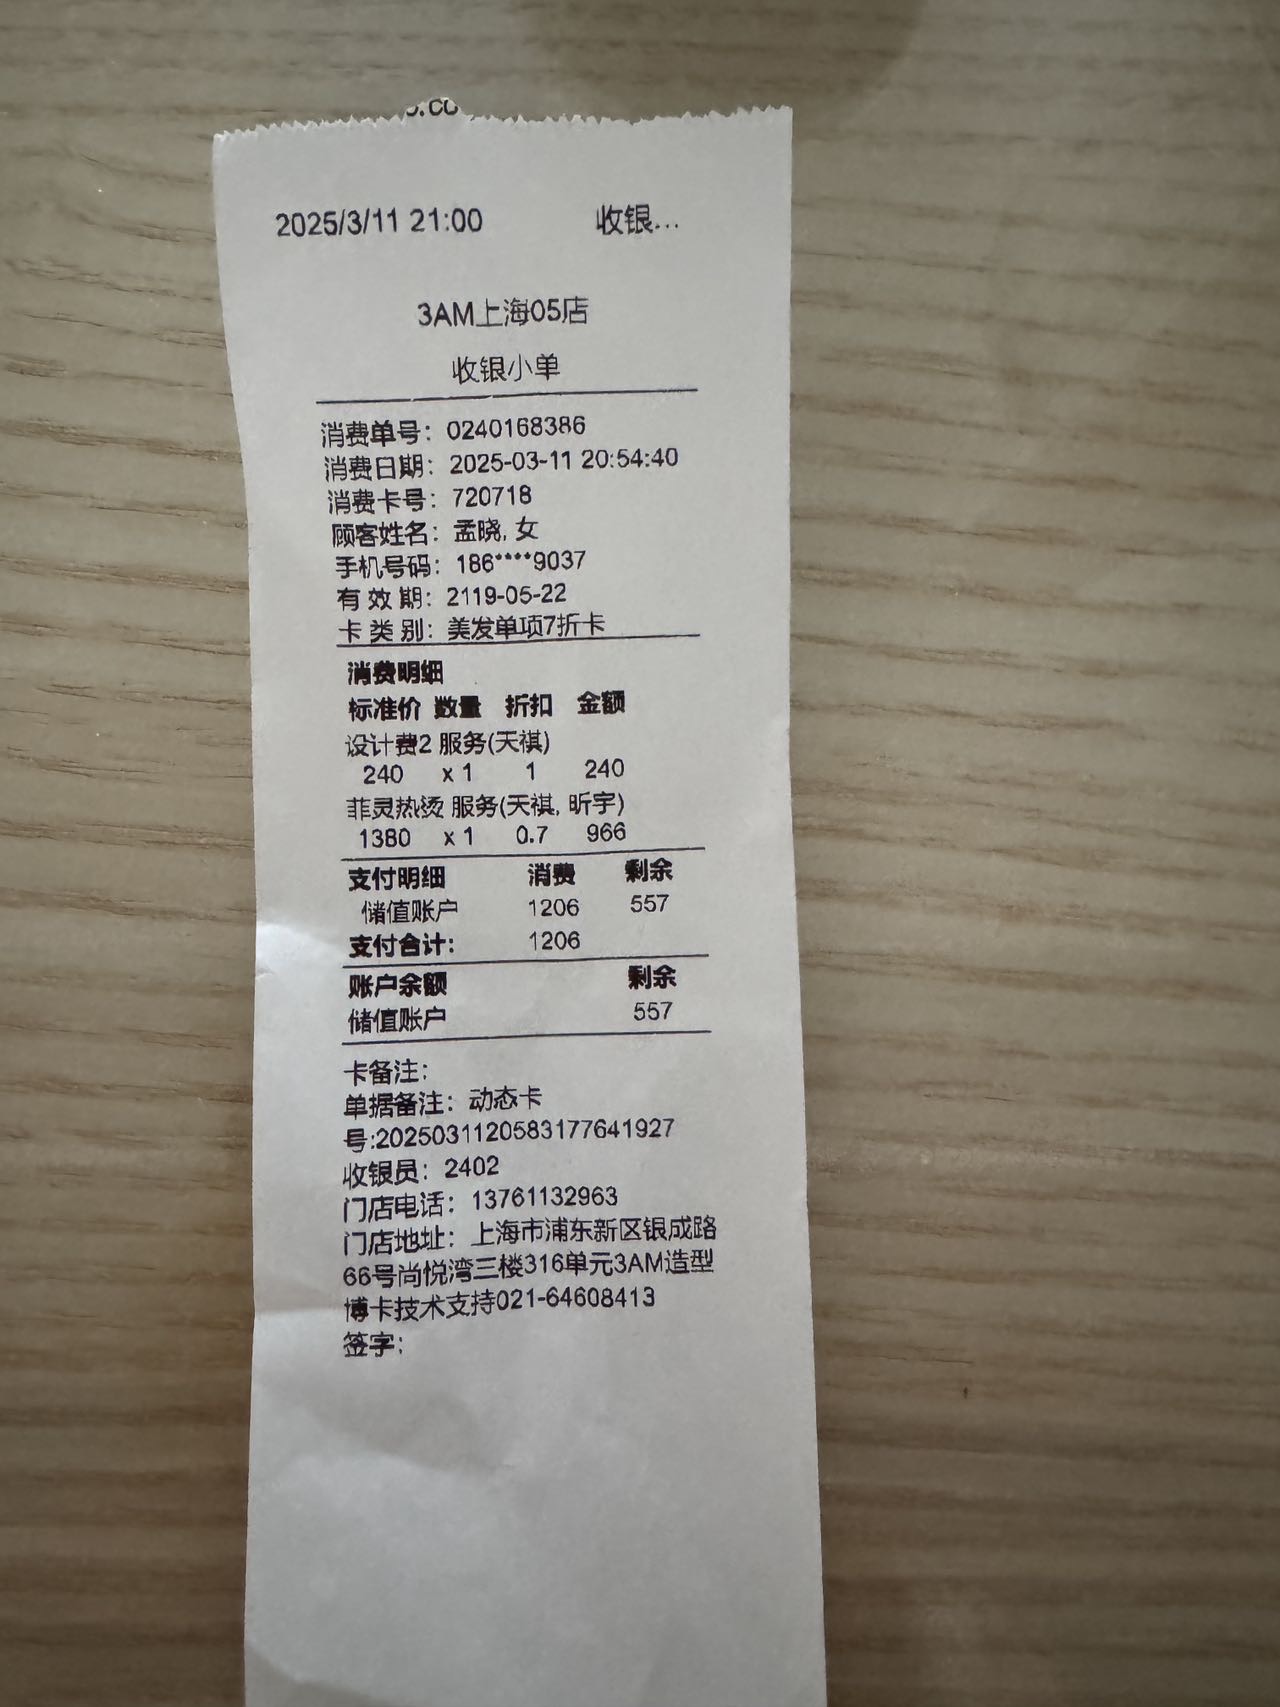 2025/3/11 21:00 收银...
3AM上海05店
收银小单
消费单号：0240168386
消费日期：2025-03-11 20:54:40
消费卡号：720718
顾客姓名：孟晓, 女
手机号码：186****9037
有 效 期：2119-05-22
卡 类 别：美发单项7折卡
消费明细
标准价 数量 折扣 金额
设计费2 服务(天祺)
240 x 1 1 240
菲灵热烫 服务(天祺, 昕宇)
1380 x 1 0.7 966
支付明细 消费 剩余
储值账户 1206 557
支付合计: 1206
账户余额 剩余
储值账户 557
卡备注:
单据备注：动态卡
号:2025031120583177641927
收银员：2402
门店电话：13761132963
门店地址：上海市浦东新区银成路
66号尚悦湾三楼316单元3AM造型
博卡技术支持021-64608413
签字: